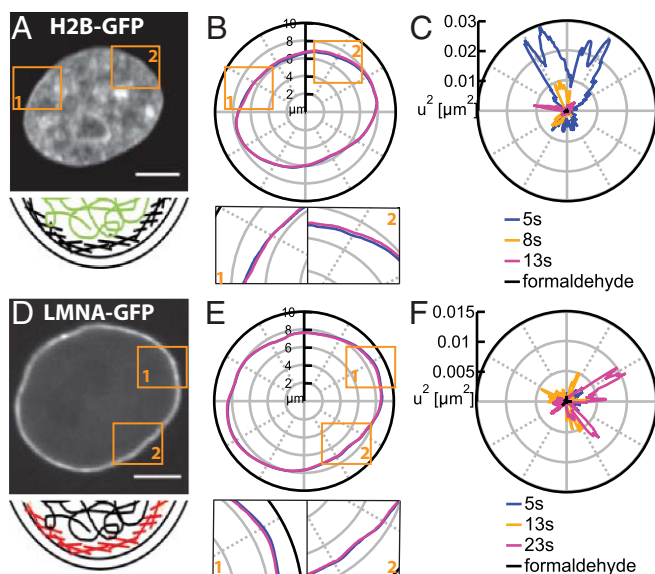 A H2B-GFP
2
1
B
10
8
6
4
2
µm
2
1
1
2
C
0.03
0.02
0.01
u² [µm²]
5s
8s
13s
formaldehyde
D LMNA-GFP
1
2
E
10
8
6
4
2
µm
1
2
1
2
F
0.015
0.01
0.005
u² [µm²]
5s
13s
23s
formaldehyde